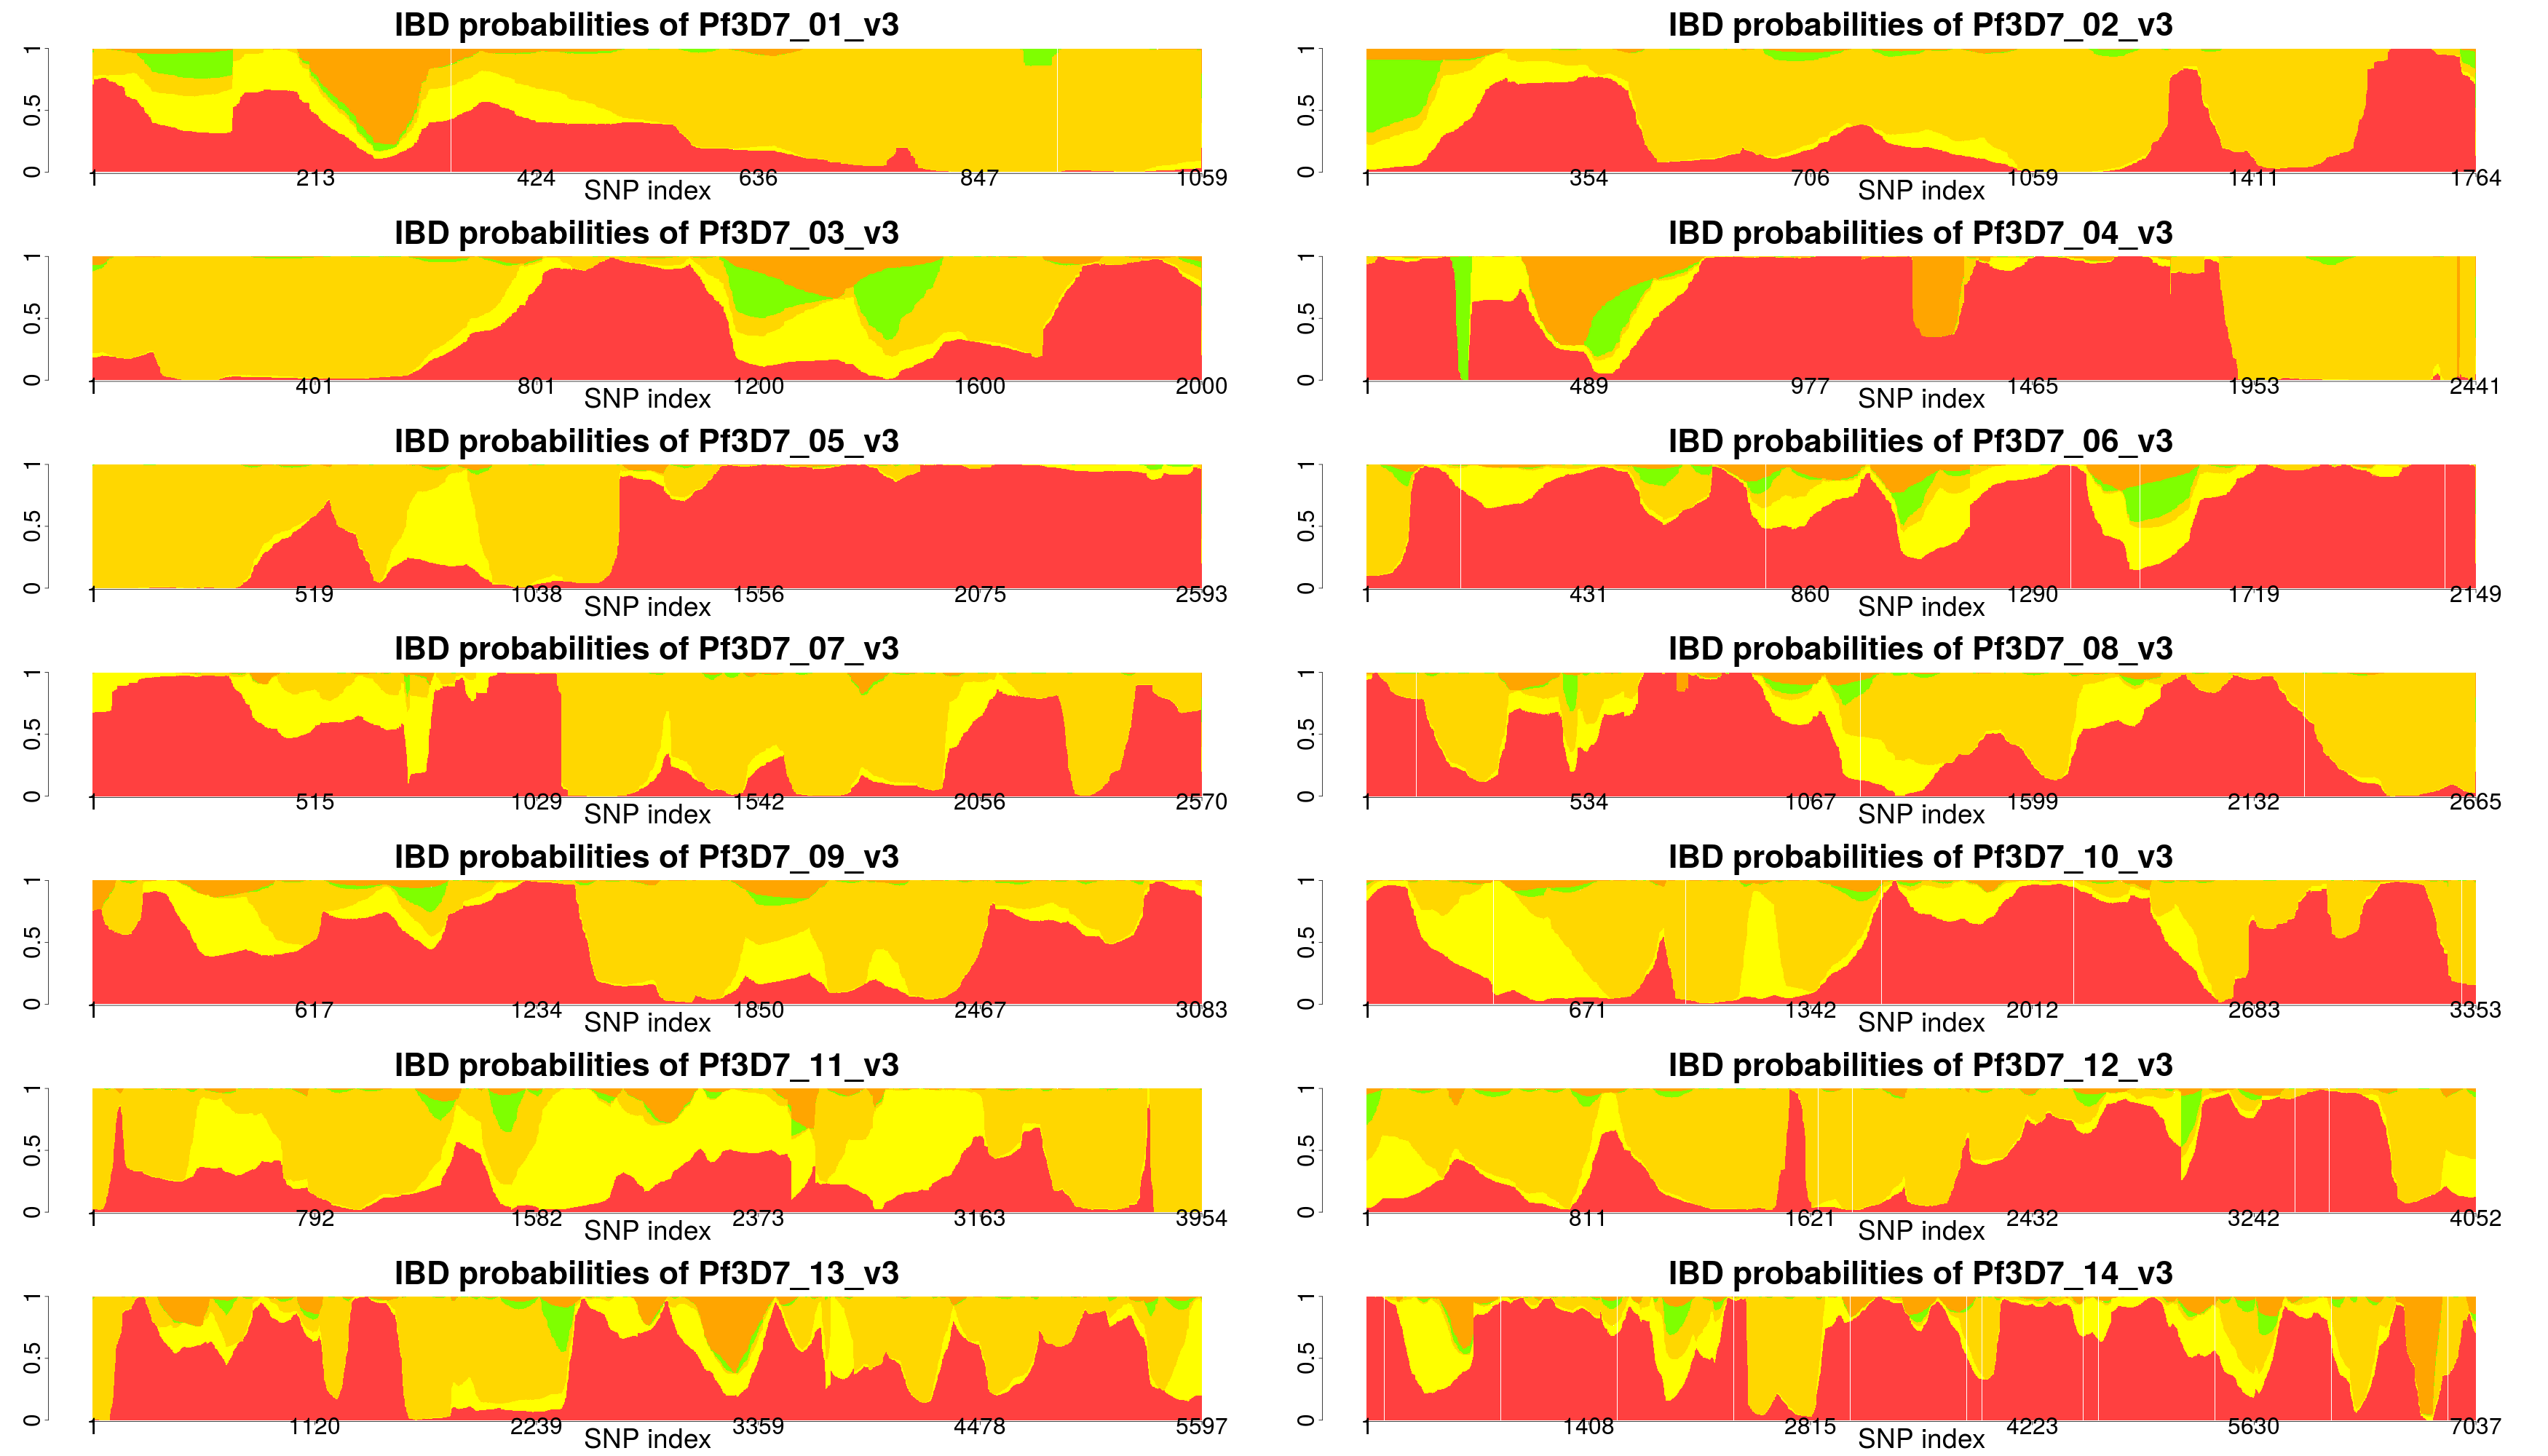 IBD probabilities of Pf3D7_01_v3
0 0.5 1
1 213 424 636 847 1059
SNP index
IBD probabilities of Pf3D7_02_v3
0 0.5 1
1 354 706 1059 1411 1764
SNP index
IBD probabilities of Pf3D7_03_v3
0 0.5 1
1 401 801 1200 1600 2000
SNP index
IBD probabilities of Pf3D7_04_v3
0 0.5 1
1 489 977 1465 1953 2441
SNP index
IBD probabilities of Pf3D7_05_v3
0 0.5 1
1 519 1038 1556 2075 2593
SNP index
IBD probabilities of Pf3D7_06_v3
0 0.5 1
1 431 860 1290 1719 2149
SNP index
IBD probabilities of Pf3D7_07_v3
0 0.5 1
1 515 1029 1542 2056 2570
SNP index
IBD probabilities of Pf3D7_08_v3
0 0.5 1
1 534 1067 1599 2132 2665
SNP index
IBD probabilities of Pf3D7_09_v3
0 0.5 1
1 617 1234 1850 2467 3083
SNP index
IBD probabilities of Pf3D7_10_v3
0 0.5 1
1 671 1342 2012 2683 3353
SNP index
IBD probabilities of Pf3D7_11_v3
0 0.5 1
1 792 1582 2373 3163 3954
SNP index
IBD probabilities of Pf3D7_12_v3
0 0.5 1
1 811 1621 2432 3242 4052
SNP index
IBD probabilities of Pf3D7_13_v3
0 0.5 1
1 1120 2239 3359 4478 5597
SNP index
IBD probabilities of Pf3D7_14_v3
0 0.5 1
1 1408 2815 4223 5630 7037
SNP index